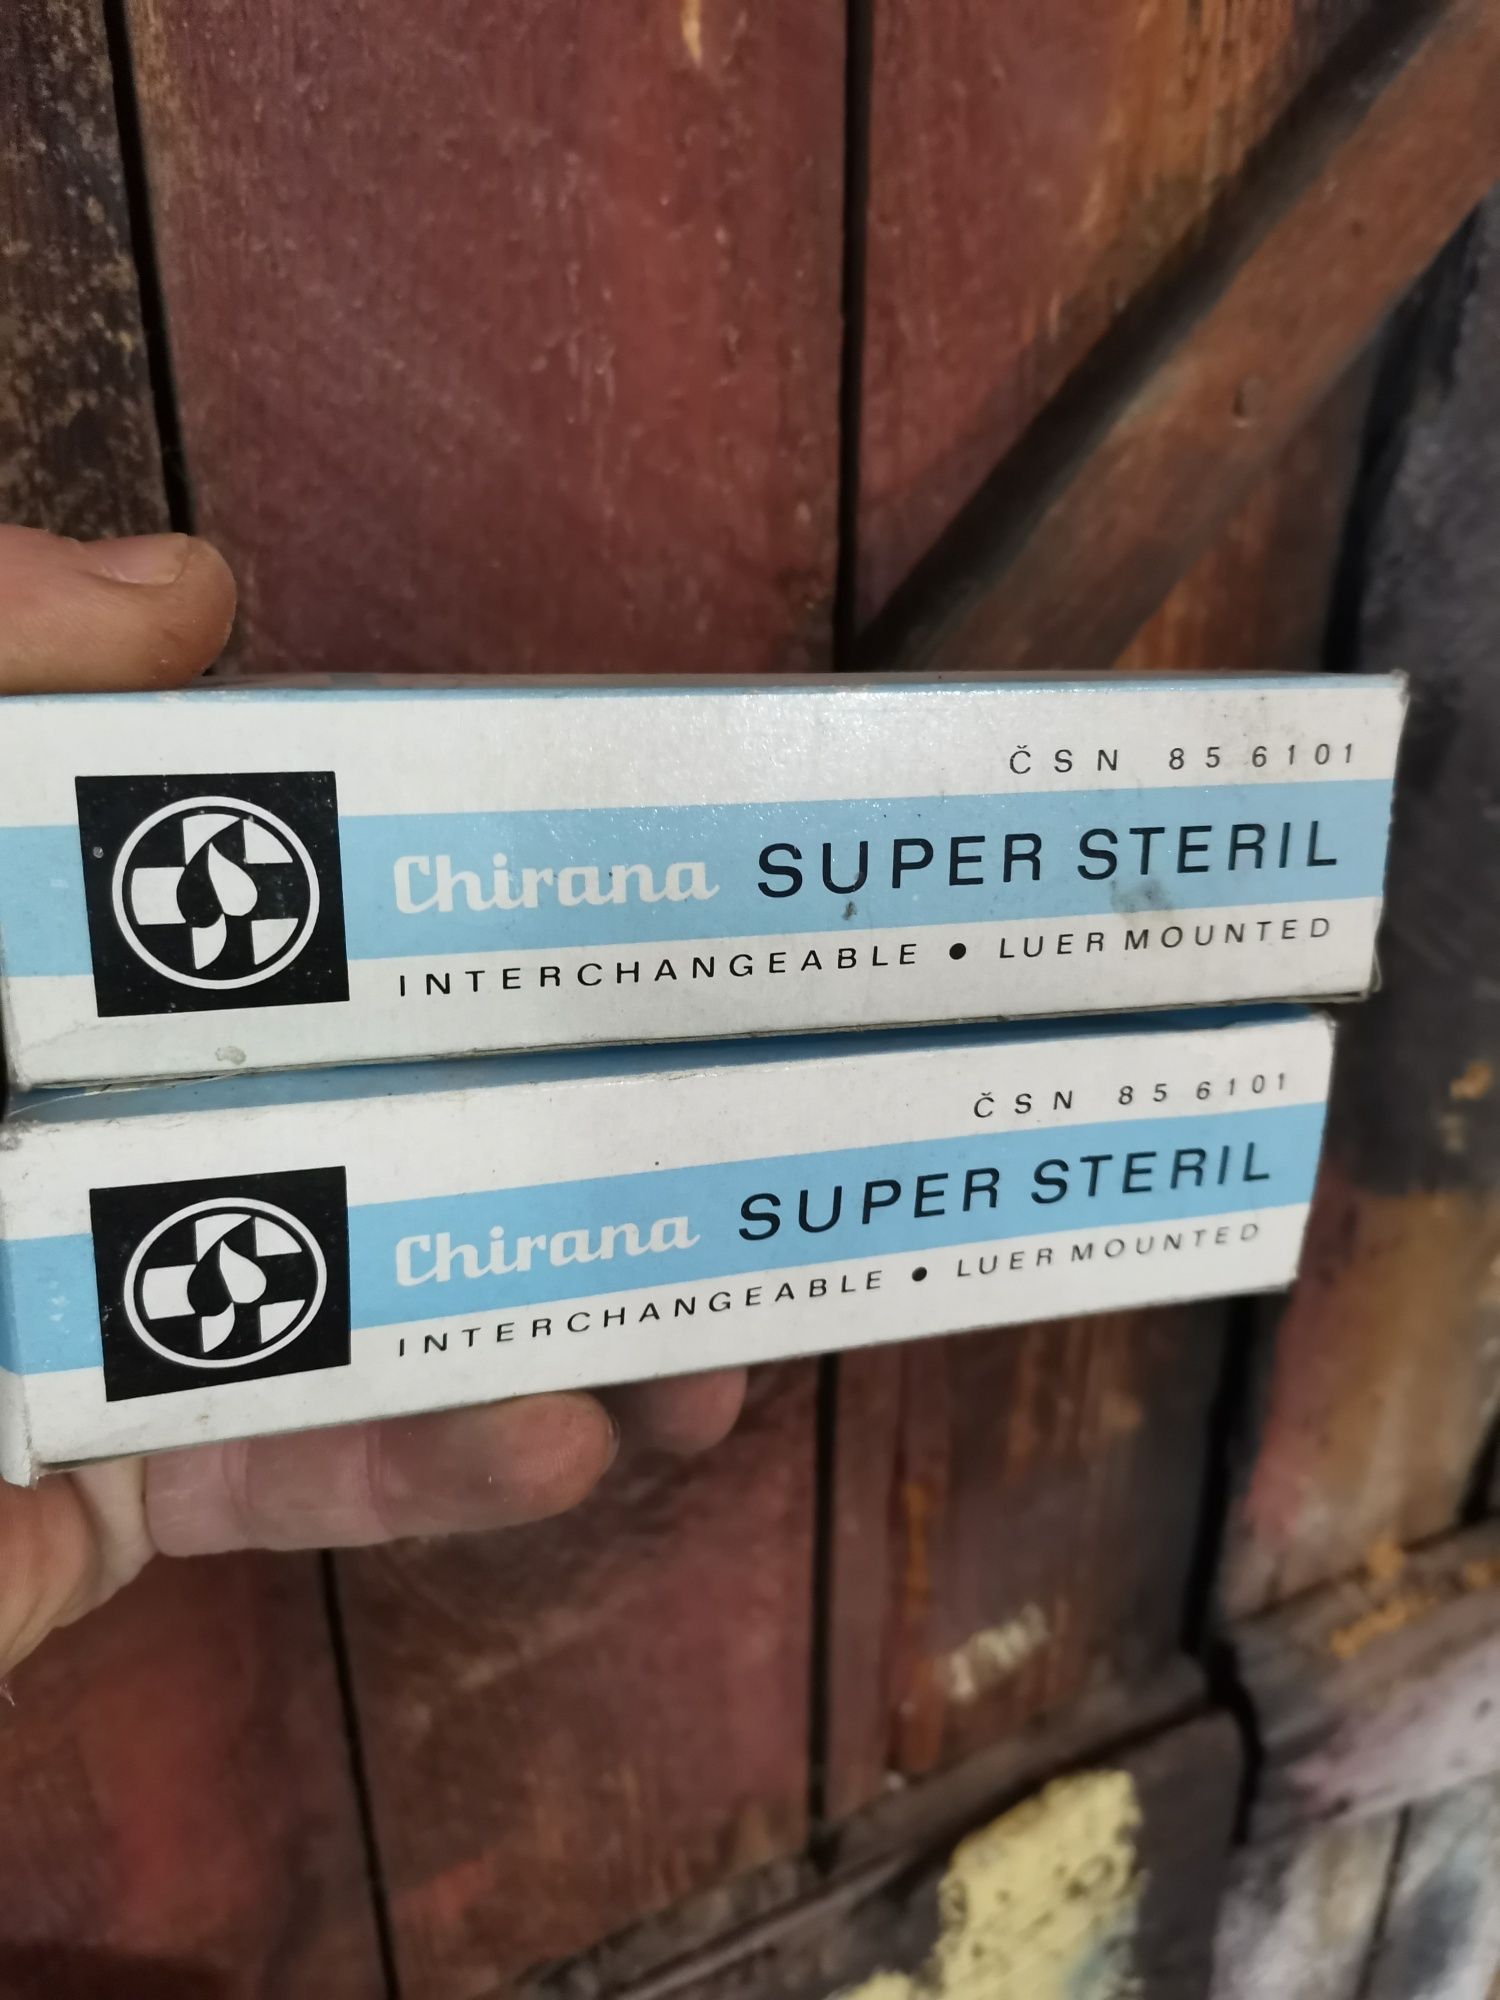 ČSN 85 6101
Chirana SUPER STERIL
INTERCHANGEABLE • LUER MOUNTED
ČSN 85 6101
Chirana SUPER STERIL
INTERCHANGEABLE • LUER MOUNTED